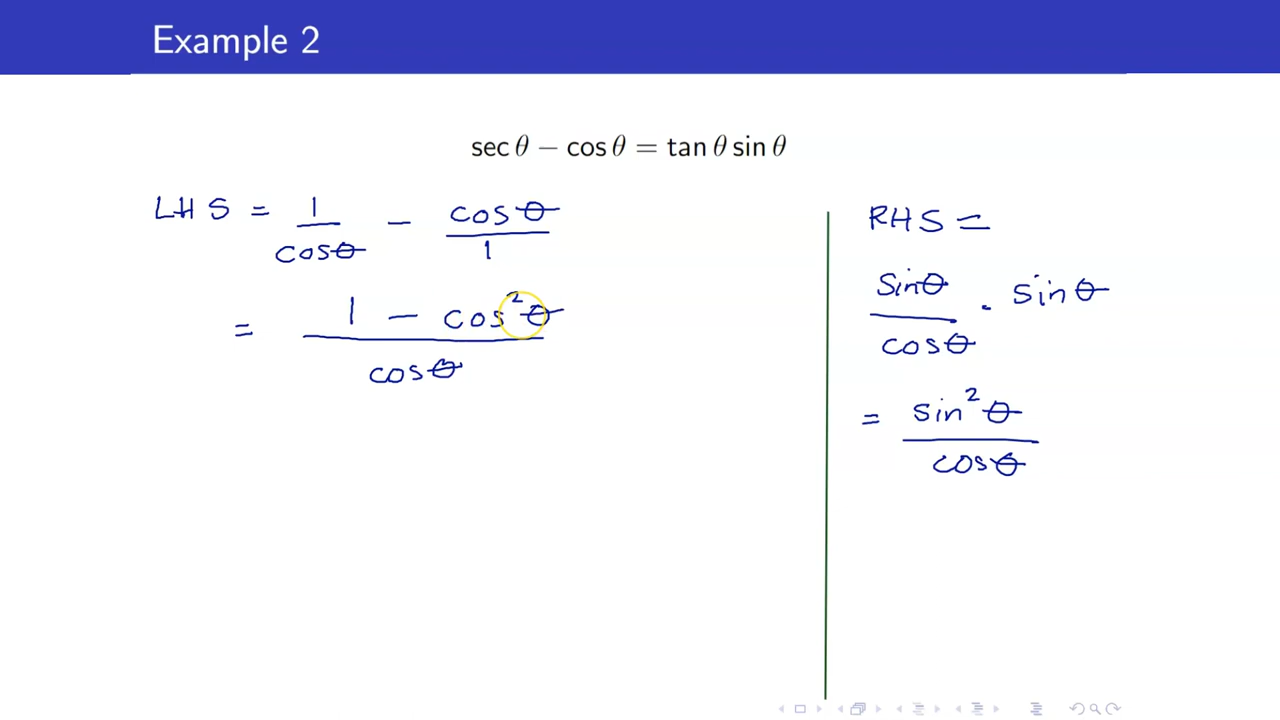 Example 2
sec θ − cos θ = tan θ sin θ
LHS = 1/cosθ − cosθ/1
= (1 − cos²θ)/cosθ
RHS =
sinθ/cosθ · sinθ
= sin²θ/cosθ